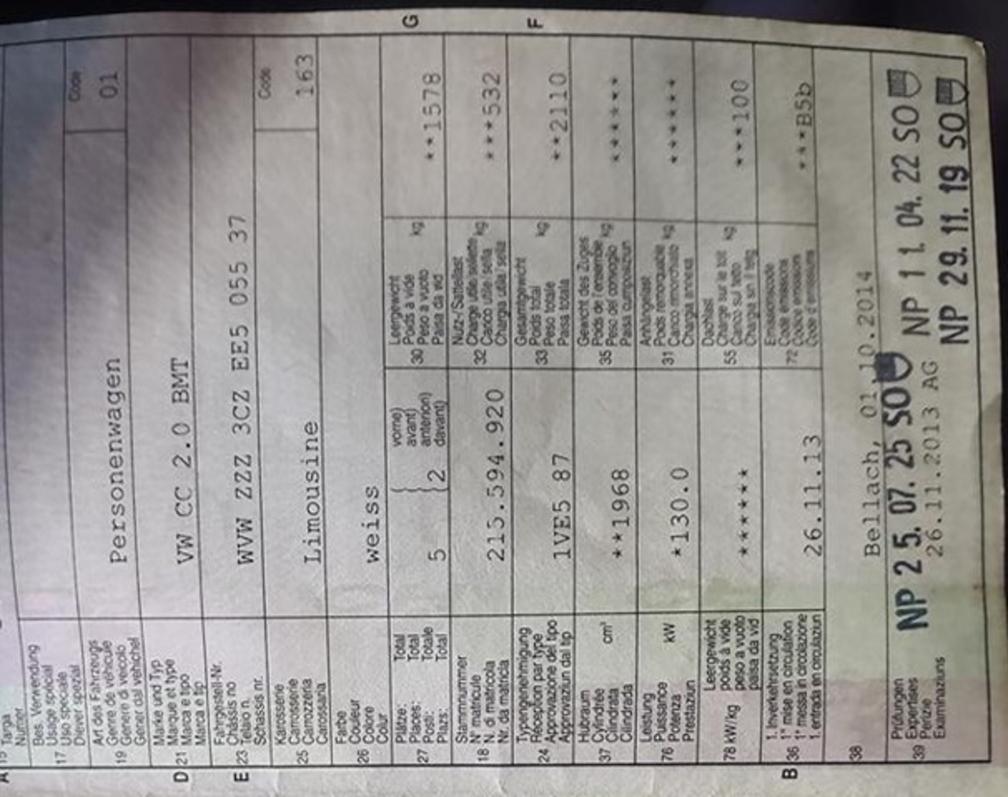 A 15 Targa
Numer
Bes. Verwendung
Usage spécial
17 Uso speciale
Diever spezial
Art des Fahrzeugs
Genre de véhicule
19 Genere di veicolo
Gener dal vehichel
Personenwagen
Code
01
Marke und Typ
Marque et type
D 21 Marca e tipo
Marca e tip
VW CC 2.0 BMT
Fahrgestell-Nr.
Châssis no
E 23 Telaio n.
Schassis nr.
WVW ZZZ 3CZ EE5 055 37
Karosserie
Carrosserie
25 Carrozzeria
Carossaria
Limousine
Code
163
Farbe
Couleur
26 Colore
Colur
weiss
Plätze: Total
Places: Total
27 Posti: Totale
Plazs: Total
5 2
vorne)
avant)
anteriori)
davant)
Leergewicht
Poids à vide
30 Peso a vuoto kg
Paisa da vid
**1578 G
Stammnummer
N° matricule
18 N. di matricola
Nr. da matricla
215.594.920
Nutz-/Sattellast
Charge utile/sellette
32 Carico utile/sella kg
Chargia utila/sella
***532
Typengenehmigung
Réception par type
24 Approvazione del tipo
Approvaziun dal tip
1VE5 87
Gesamtgewicht
Poids total
33 Peso totale kg
Paisa totala
**2110 F
Hubraum
Cylindrée
37 Cilindrata cm³
Cilindrada
**1968
Gewicht des Zuges
Poids de l'ensemble
35 Peso del convoglio kg
Paisa cumposiziun
******
Leistung
Puissance
76 Potenza kW
Prestaziun
*130.0
Anhängelast
Poids remorquable
31 Carico rimorchiato kg
Chargia annexa
******
Leergewicht
poids à vide
78 kW/kg peso a vuoto
paisa da vid
******
Dachlast
Charge sur le toit
55 Carico sul tetto kg
Chargia sin il tetg
***100
1. Inverkehrsetzung
1re mise en circulation
B 36 1a messa in circolazione
1. entrada en circulaziun
26.11.13
Emissionscode
Code émissions
72 Codice emissioni
Code d'emissiuns
***B5b
38
Bellach, 01.10.2014
Prüfungen
Expertises
39 Perizie
Examinaziuns
NP 2 5. 07. 25 SO NP 1 1. 04. 22 SO
26.11.2013 AG NP 29. 11. 19 SO